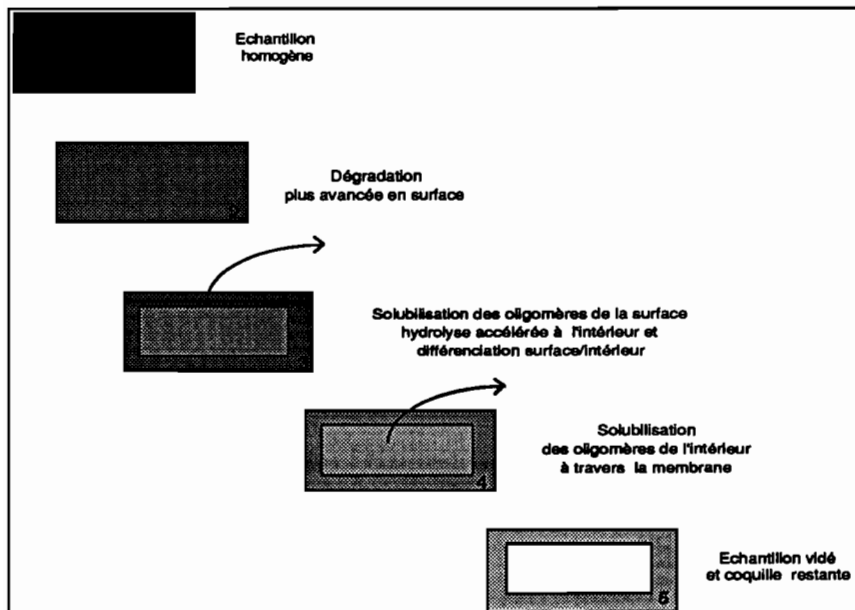 Echantillon
homogène
Dégradation
plus avancée en surface
Solubilisation des oligomères de la surface
hydrolyse accélérée à l'intérieur et
différenciation surface/intérieur
Solubilisation
des oligomères de l'intérieur
à travers la membrane
4
Echantillon vidé
et coquille restante
5